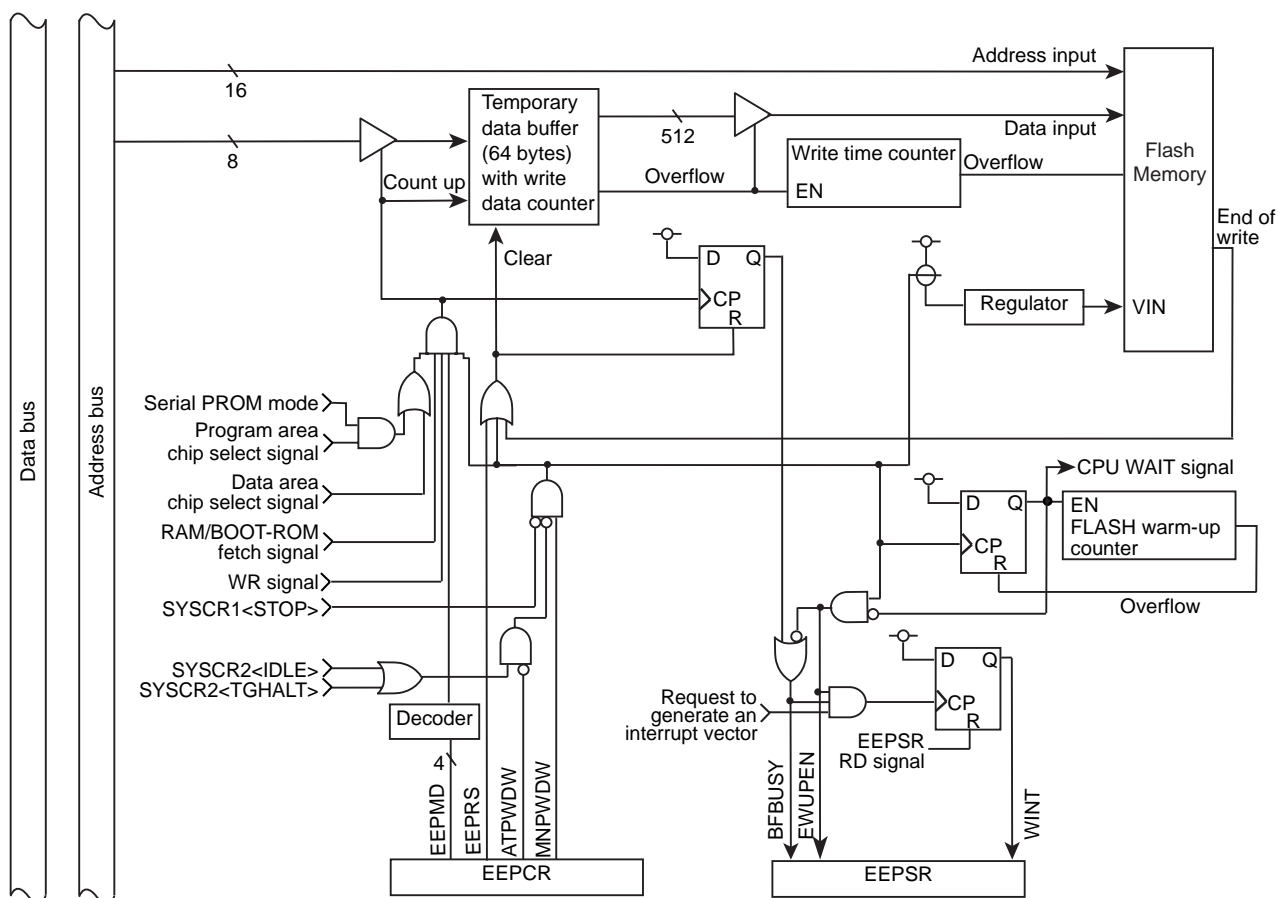 Address input
16
Temporary
data buffer
(64 bytes)
with write
data counter
8
512
Data input
Count up
Overflow
Write time counter
EN
Overflow
Flash
Memory
End of
write
Clear
D Q
CP
R
Regulator
VIN
Data bus
Address bus
Serial PROM mode
Program area
chip select signal
Data area
chip select signal
RAM/BOOT-ROM
fetch signal
WR signal
SYSCR1<STOP>
SYSCR2<IDLE>
SYSCR2<TGHALT>
CPU WAIT signal
D Q
CP
R
EN
FLASH warm-up
counter
Overflow
D Q
CP
R
Request to
generate an
interrupt vector
EEPSR
RD signal
Decoder
4
EEPMD
EEPRS
ATPWDW
MNPWDW
BFBUSY
EWUPEN
WINT
EEPCR
EEPSR